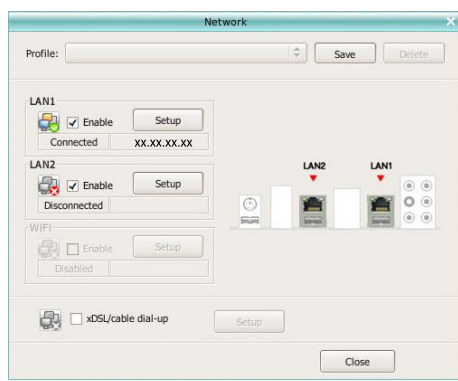 Network
Profile:
Save
Delete
LAN1
Enable
Setup
Connected
XX.XX.XX.XX
LAN2
Enable
Setup
Disconnected
WIFI
Enable
Setup
Disabled
LAN2
LAN1
xDSL/cable dial-up
Setup
Close